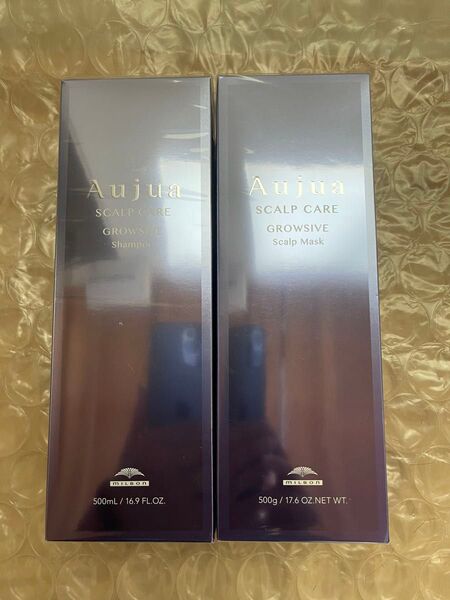 Aujua
SCALP CARE
GROWSIVE
Shampoo
MILBON
500mL / 16.9 FL.OZ.
Aujua
SCALP CARE
GROWSIVE
Scalp Mask
MILBON
500g / 17.6 OZ.NET WT.